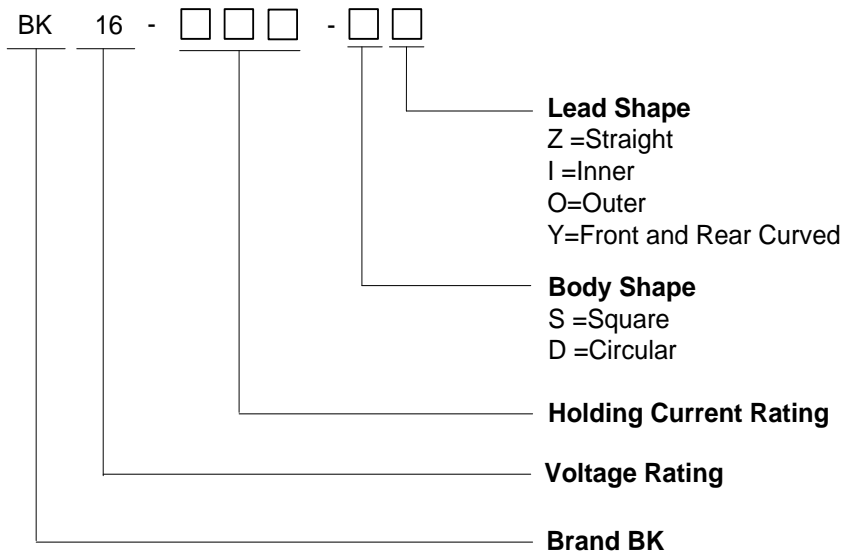 BK 16 - □ □ □ - □ □
Lead Shape
Z =Straight
I =Inner
O=Outer
Y=Front and Rear Curved
Body Shape
S =Square
D =Circular
Holding Current Rating
Voltage Rating
Brand BK